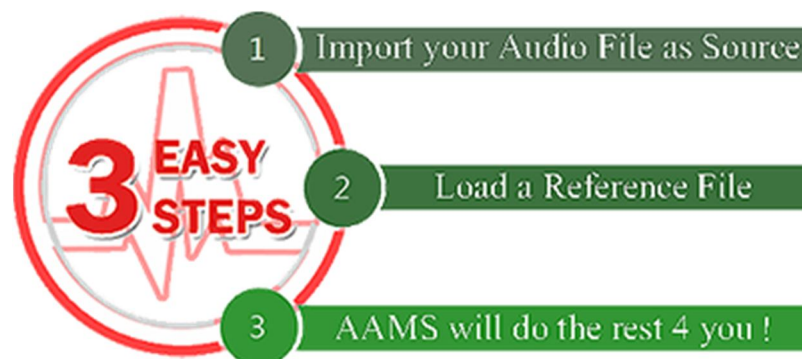 3 EASY
STEPS
1 Import your Audio File as Source
2 Load a Reference File
3 AAMS will do the rest 4 you !